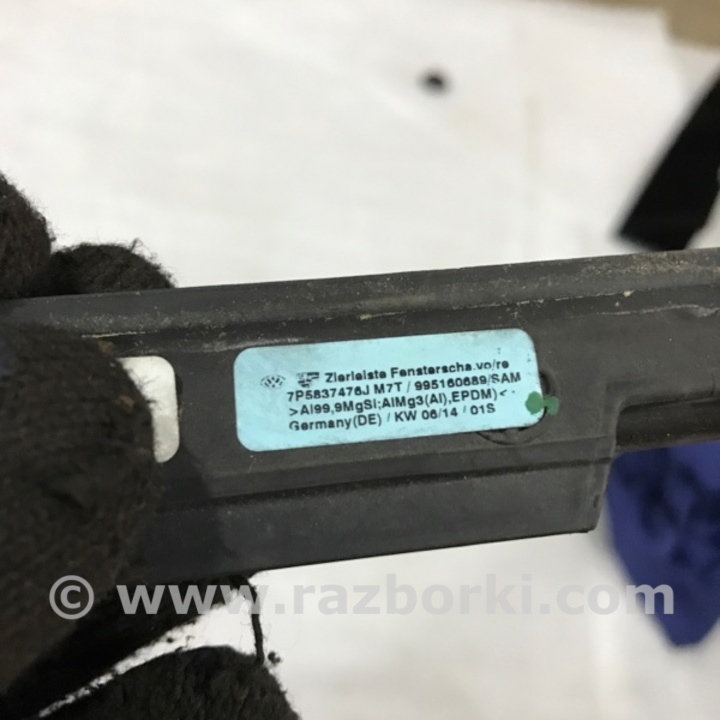 Zierleiste Fensterscha.vo/re
7P5837476J M7T / 995160689/SAM
>Al99,9MgSi;AlMg3(Al),EPDM)<
Germany(DE) / KW 06/14 / 01S
© www.razborki.com